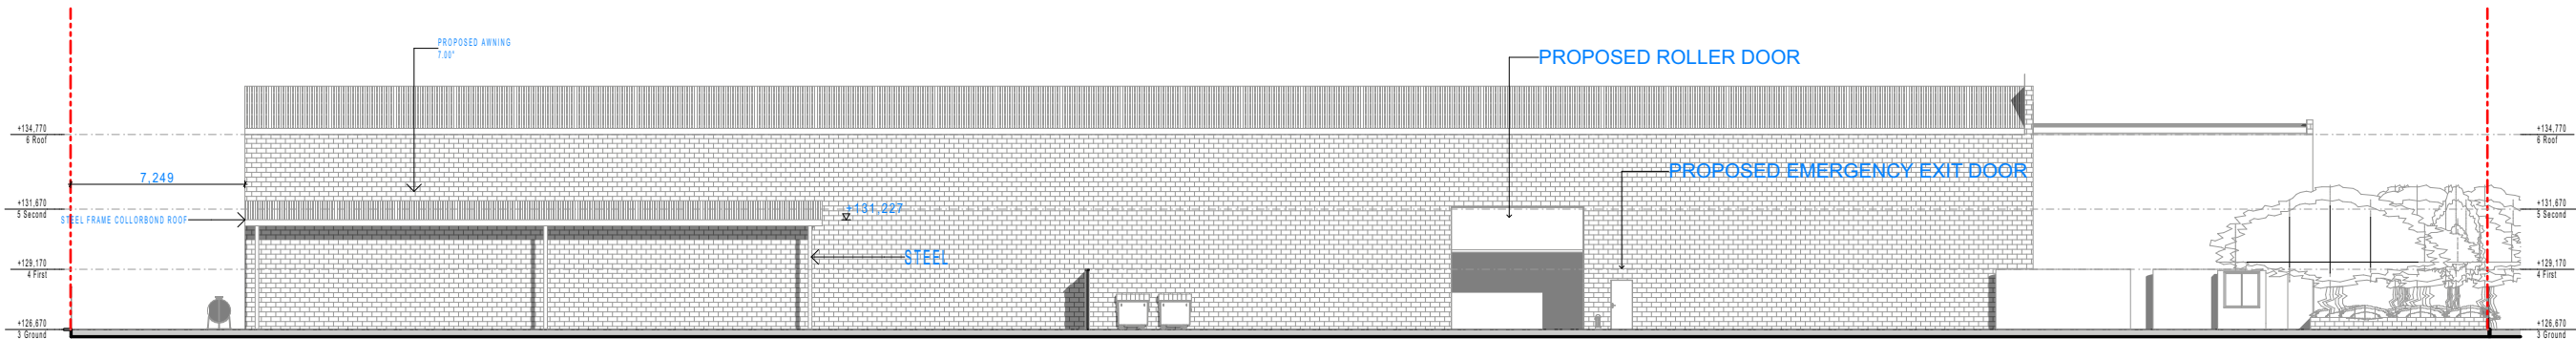 PROPOSED AWNING
7.00°
PROPOSED ROLLER DOOR
+134,770
6 Roof
+134,770
6 Roof
7,249
PROPOSED EMERGENCY EXIT DOOR
+131,670
5 Second
STEEL FRAME COLLORBOND ROOF
+131,227
+131,670
5 Second
STEEL
+129,170
4 First
+129,170
4 First
+126,670
3 Ground
+126,670
3 Ground